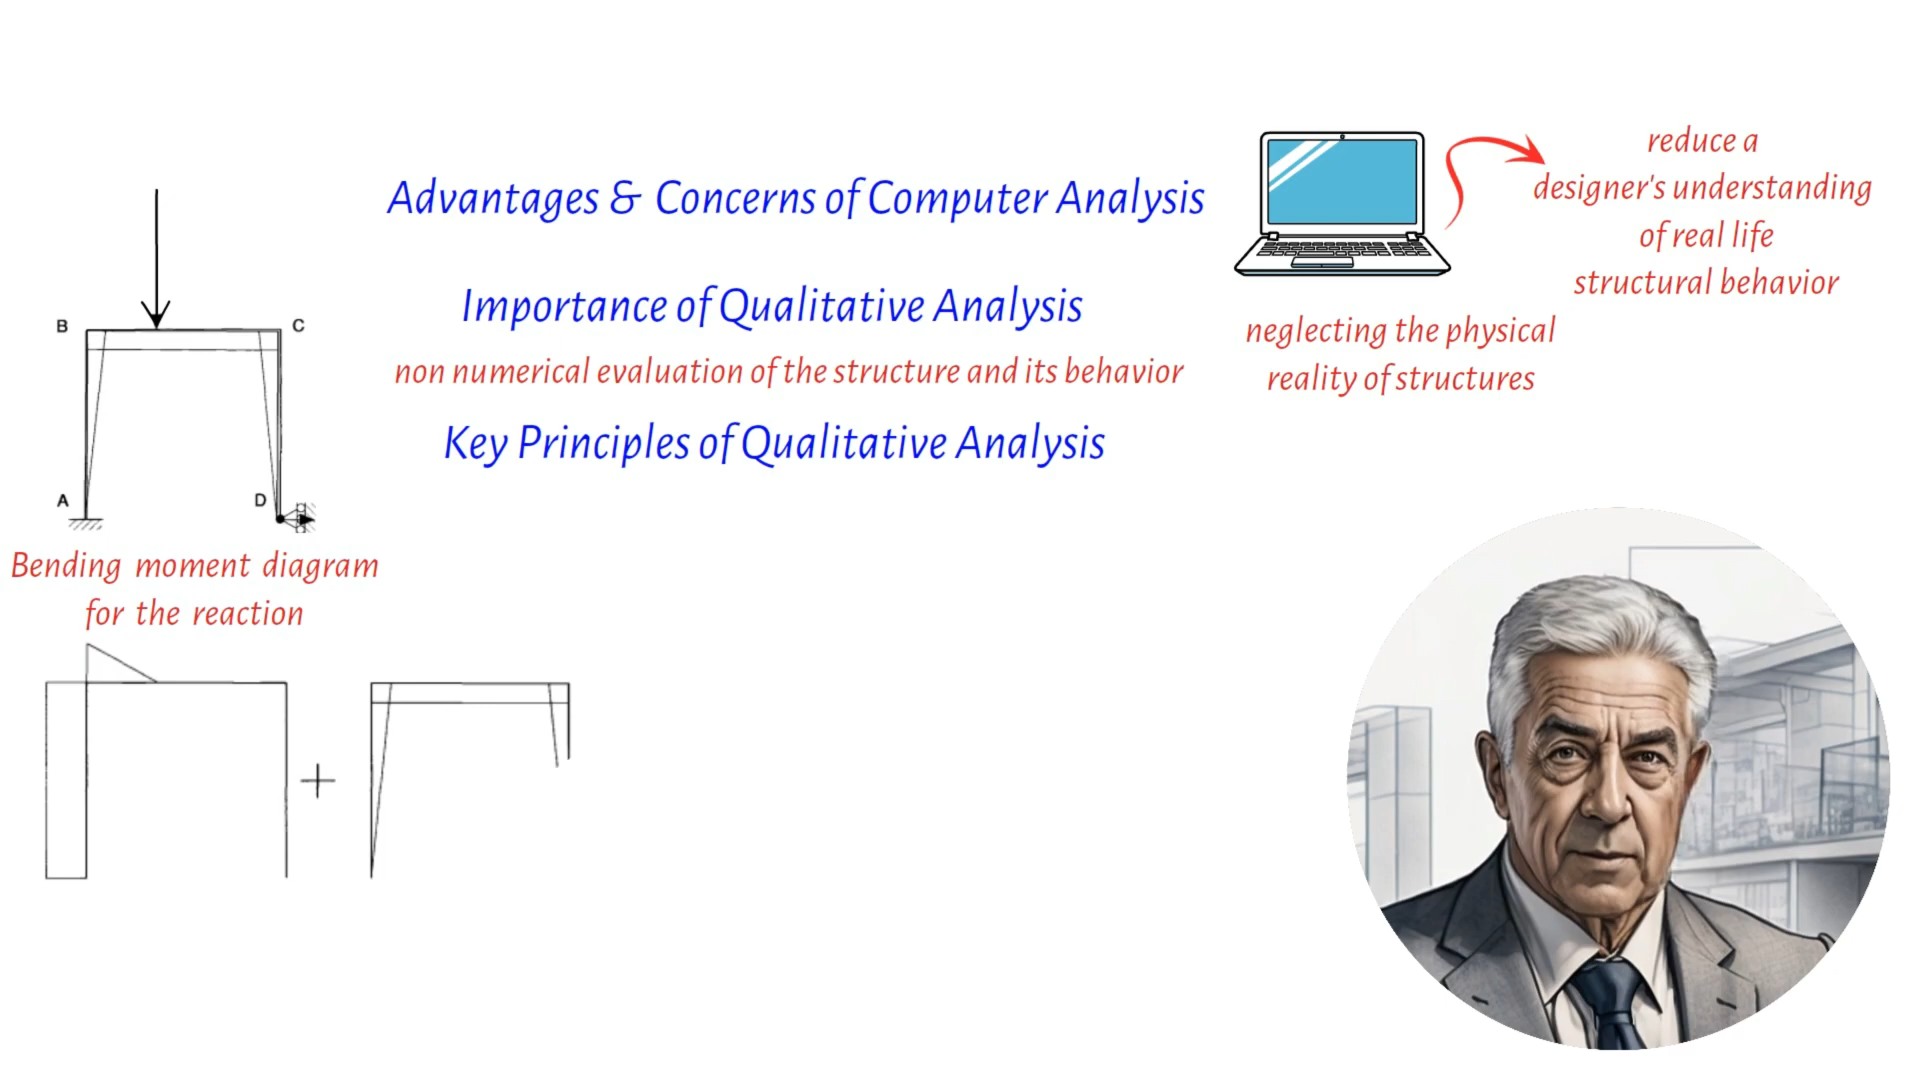 Advantages & Concerns of Computer Analysis
Importance of Qualitative Analysis
non numerical evaluation of the structure and its behavior
Key Principles of Qualitative Analysis
reduce a
designer's understanding
of real life
structural behavior
neglecting the physical
reality of structures
B
C
A
D
Bending moment diagram
for the reaction
+